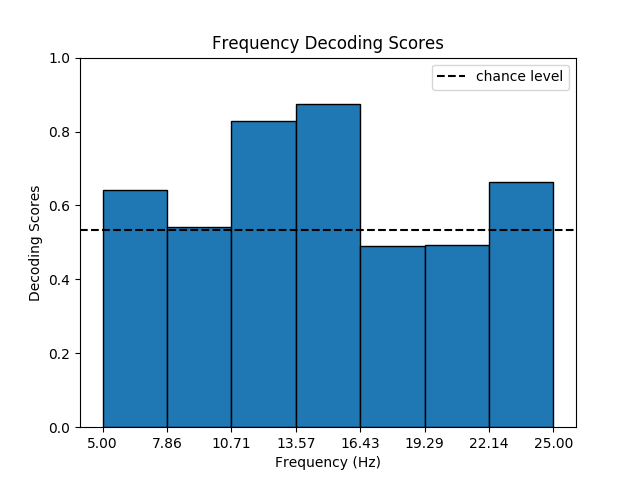 Frequency Decoding Scores
1.0
chance level
0.8
0.6
0.4
0.2
0.0
Decoding Scores
5.00 7.86 10.71 13.57 16.43 19.29 22.14 25.00
Frequency (Hz)